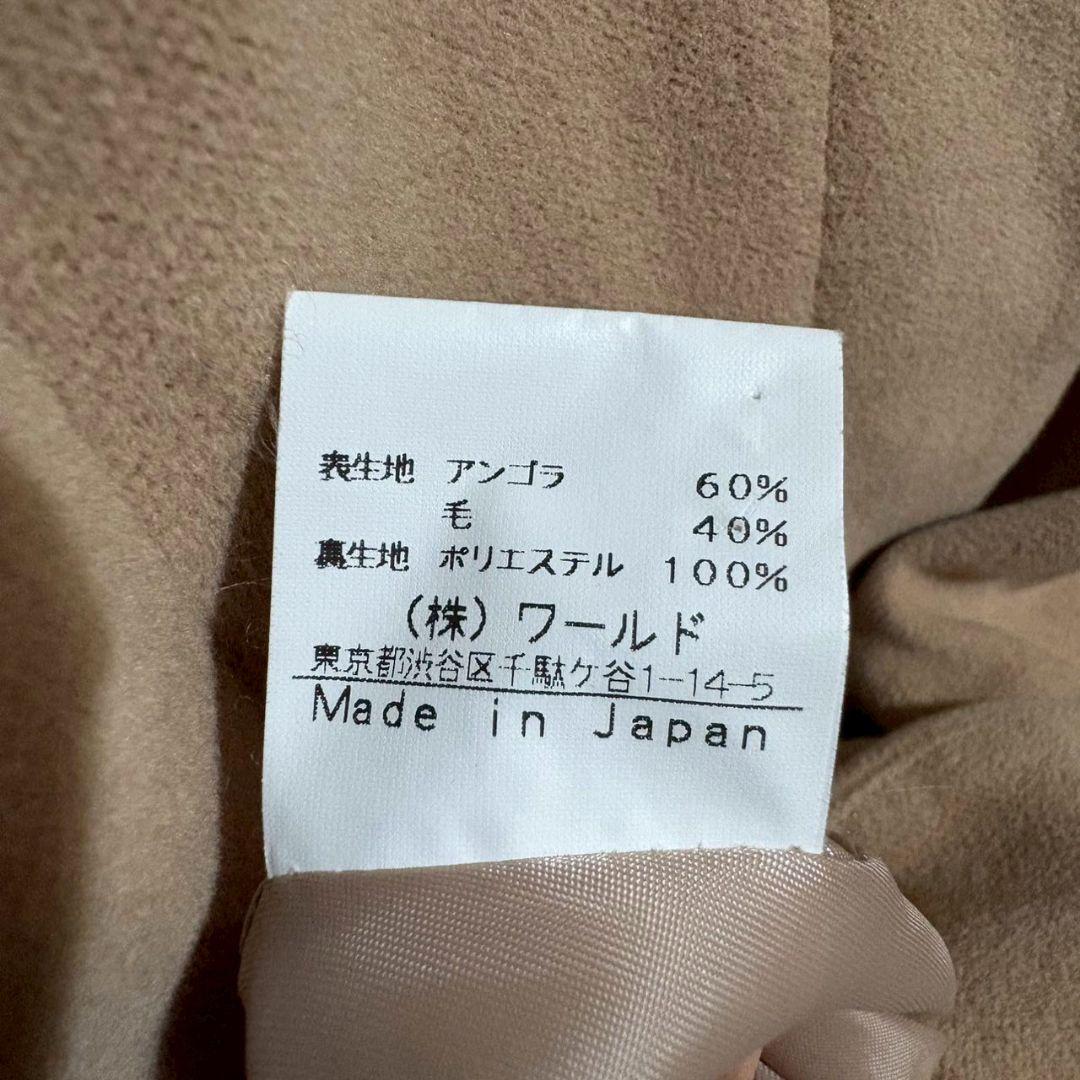 表生地 アンゴラ 60%
毛 40%
裏生地 ポリエステル 100%
(株)ワールド
東京都渋谷区千駄ケ谷1-14-5
Made in Japan